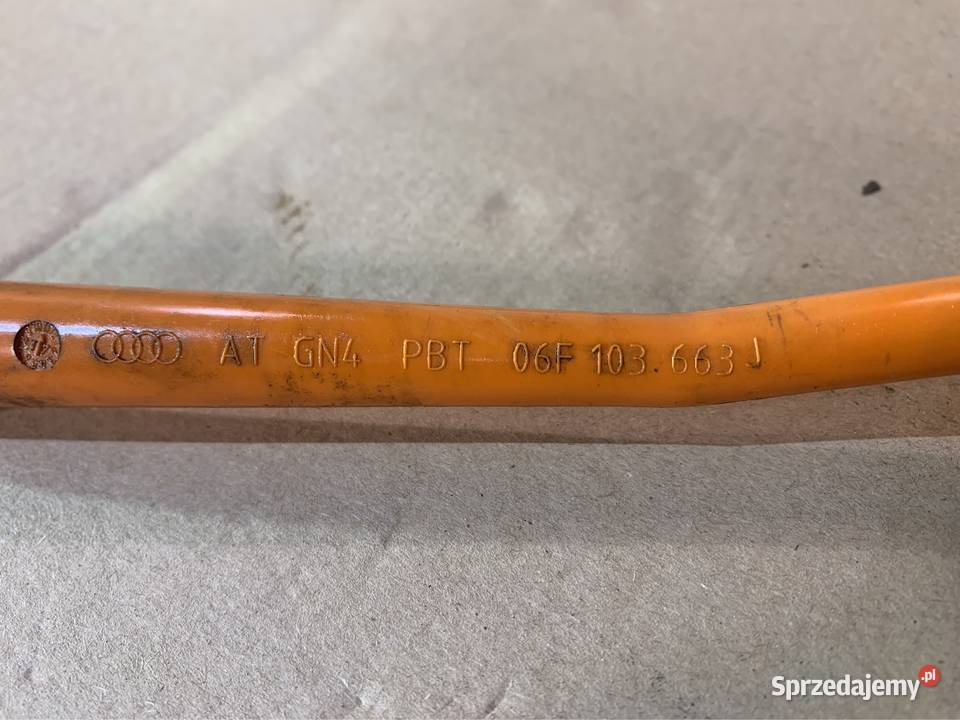 AT GN4 PBT 06F 103.663 J
Sprzedajemy.pl